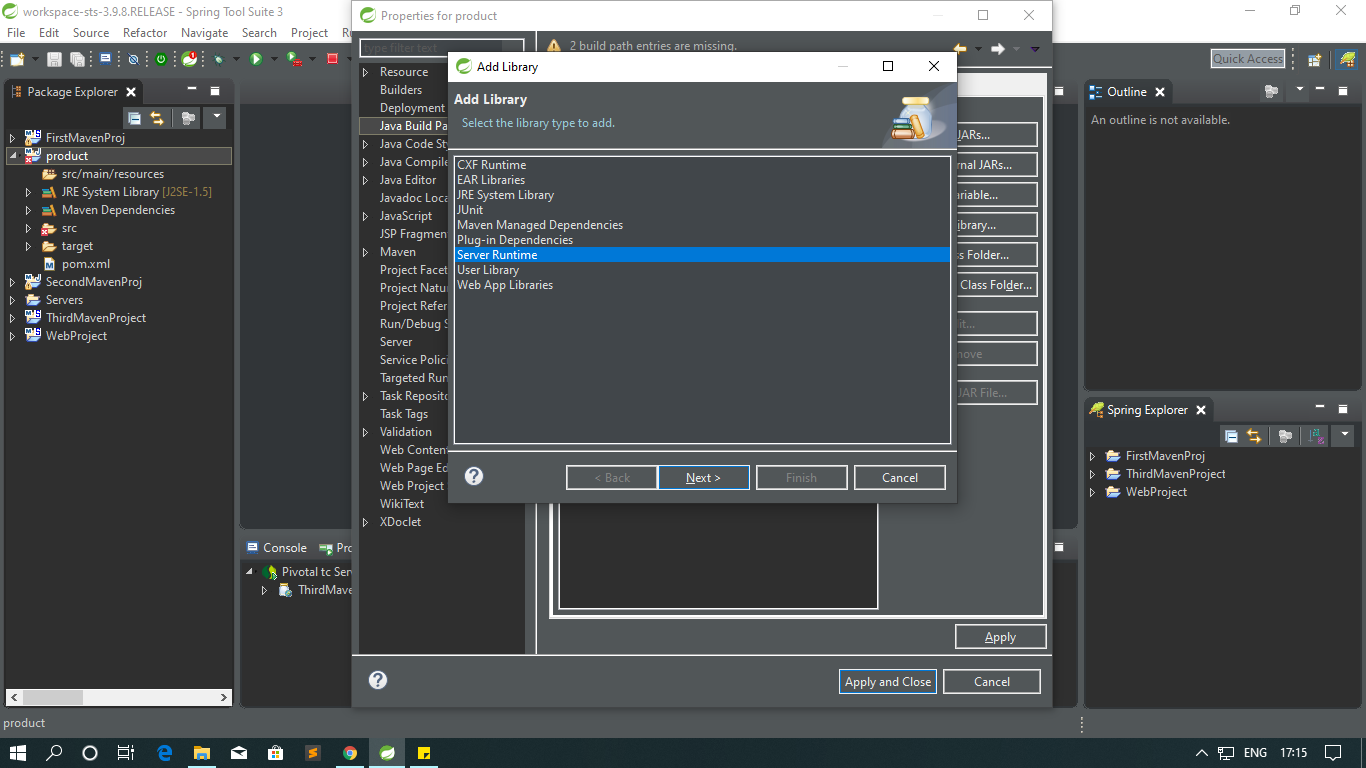 workspace-sts-3.9.8.RELEASE - Spring Tool Suite 3
File Edit Source Refactor Navigate Search Project
Quick Access
Package Explorer
FirstMavenProj
product
src/main/resources
JRE System Library [J2SE-1.5]
Maven Dependencies
src
target
pom.xml
SecondMavenProj
Servers
ThirdMavenProject
WebProject
Properties for product
type filter text
2 build path entries are missing.
Resource
Builders
Deployment
Java Build Pa
Java Code St
Java Compile
Java Editor
Javadoc Loca
JavaScript
JSP Fragmen
Maven
Project Facet
Project Natur
Project Refer
Run/Debug S
Server
Service Polici
Targeted Run
Task Reposito
Task Tags
Validation
Web Content
Web Page Ed
Web Project
WikiText
XDoclet
Add Library
Add Library
Select the library type to add.
CXF Runtime
EAR Libraries
JRE System Library
JUnit
Maven Managed Dependencies
Plug-in Dependencies
Server Runtime
User Library
Web App Libraries
< Back
Next >
Finish
Cancel
JARs...
rnal JARs...
ariable...
ibrary...
ss Folder...
Class Folder...
it...
move
JAR File...
Apply
Apply and Close
Cancel
Console
Pro
Pivotal tc Serv
ThirdMave
Outline
An outline is not available.
Spring Explorer
FirstMavenProj
ThirdMavenProject
WebProject
product
ENG
17:15